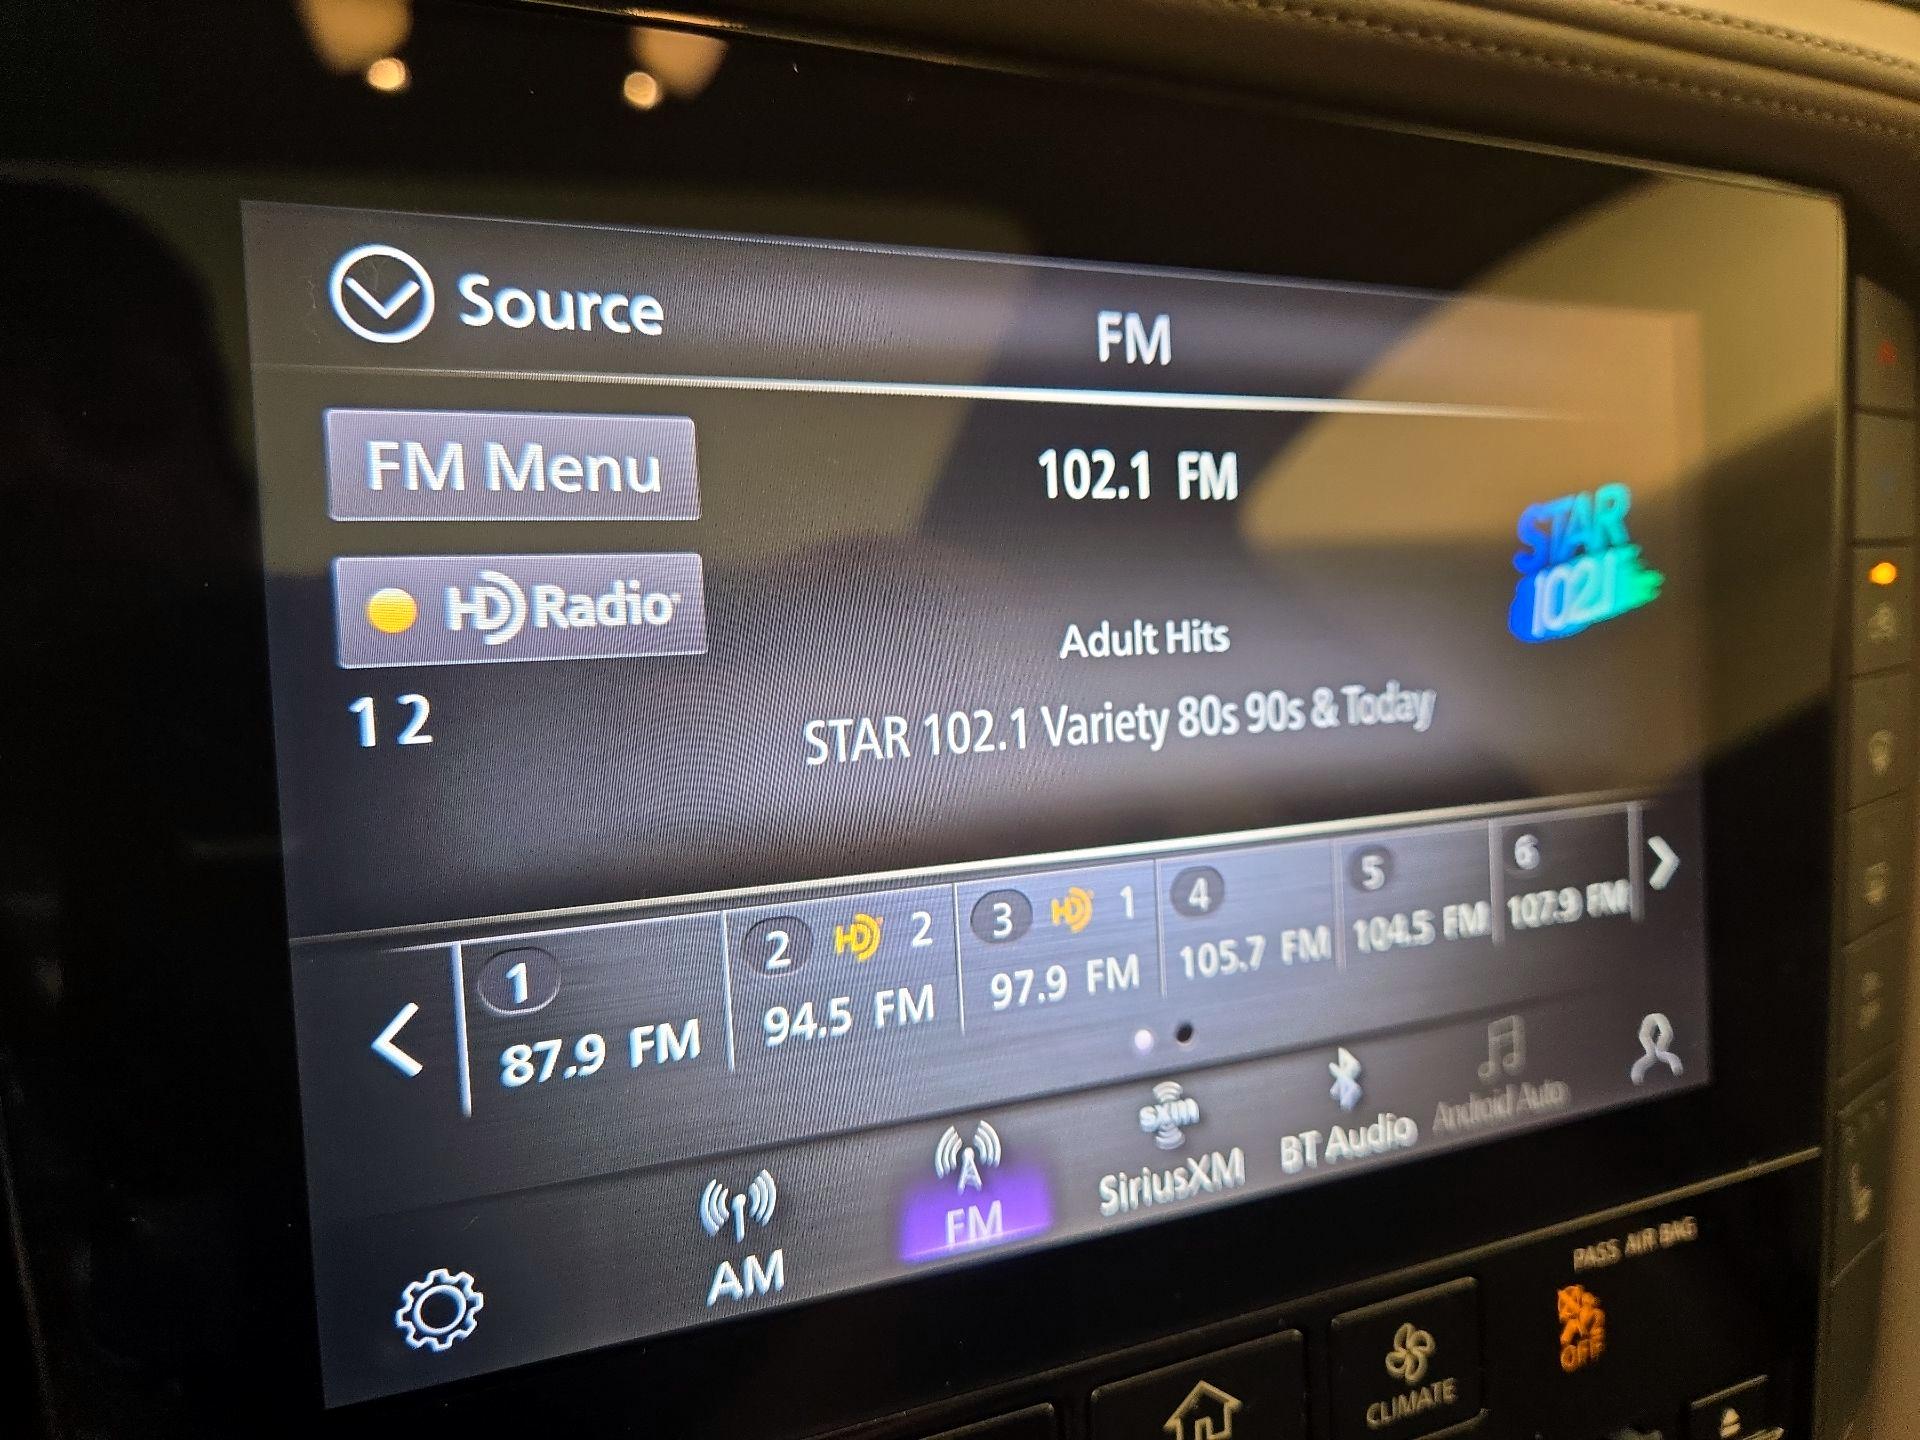 Source
FM
FM Menu
102.1 FM
STAR
102.1
HD Radio
Adult Hits
1 2
STAR 102.1 Variety 80s 90s & Today
1
87.9 FM
2 HD 2
94.5 FM
3 HD 1
97.9 FM
4
105.7 FM
5
104.5 FM
6
107.9 FM
AM
FM
sxm
SiriusXM
BT Audio
Android Auto
PASS AIR BAG
OFF
CLIMATE